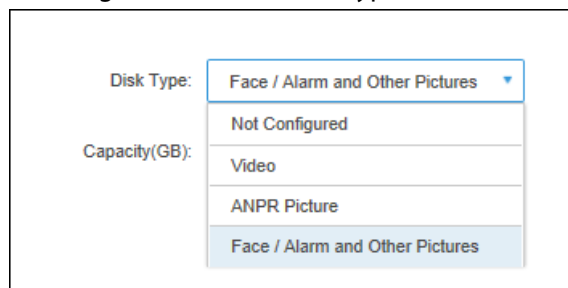 Disk Type:
Face / Alarm and Other Pictures
Not Configured
Capacity(GB):
Video
ANPR Picture
Face / Alarm and Other Pictures